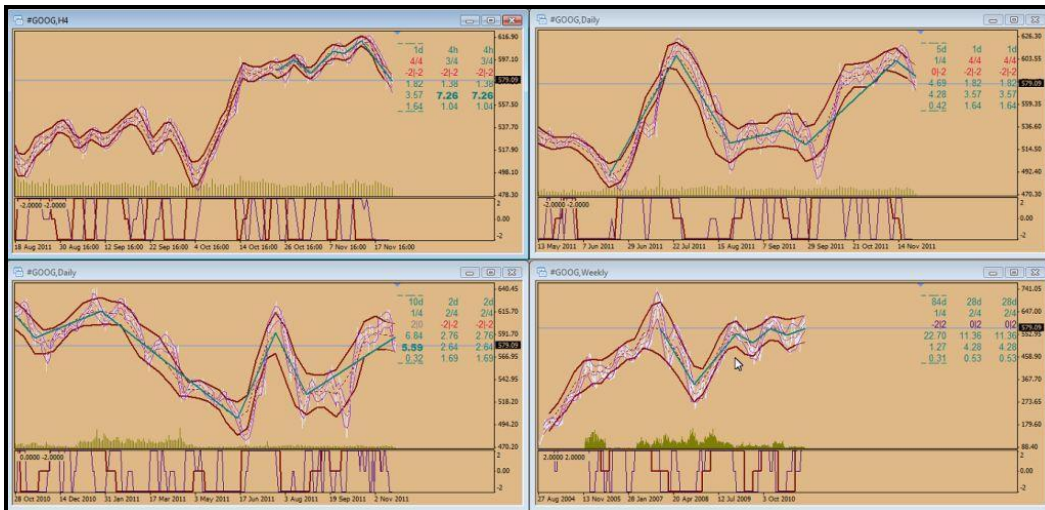 #GOOG,H4
616.90
597.10
579.09
557.50
537.70
517.90
498.10
478.30
1d 4h 4h
4/4 3/4 3/4
-2|-2 -2|-2 -2|-2
1.82 1.38 1.38
3.57 7.26 7.26
1.64 1.04 1.04
-2.0000 -2.0000
2
0.00
-2
18 Aug 2011 30 Aug 16:00 12 Sep 16:00 22 Sep 16:00 4 Oct 16:00 14 Oct 16:00 26 Oct 16:00 7 Nov 16:00 17 Nov 16:00
#GOOG,Daily
626.30
603.55
579.09
559.35
536.60
514.50
492.40
470.30
5d 1d 1d
1/4 4/4 4/4
0|-2 -2|-2 -2|-2
4.69 1.82 1.82
4.28 3.57 3.57
0.42 1.64 1.64
-2.0000 -2.0000
2
0.00
-2
13 May 2011 7 Jun 2011 29 Jun 2011 22 Jul 2011 15 Aug 2011 7 Sep 2011 29 Sep 2011 21 Oct 2011 14 Nov 2011
#GOOG,Daily
640.45
615.70
591.70
579.09
566.95
542.95
518.20
494.20
470.20
10d 2d 2d
1/4 2/4 2/4
2|0 -2|-2 -2|-2
6.84 2.76 2.76
5.59 2.64 2.64
0.32 1.69 1.69
0.0000 -2.0000
2
0.00
-2
28 Oct 2010 14 Dec 2010 31 Jan 2011 17 Mar 2011 3 May 2011 17 Jun 2011 3 Aug 2011 19 Sep 2011 2 Nov 2011
#GOOG,Weekly
741.05
647.00
579.09
458.90
367.70
273.65
179.60
88.40
84d 28d 28d
1/4 2/4 2/4
-2|2 0|2 0|2
22.70 11.36 11.36
1.27 4.28 4.28
0.31 0.53 0.53
2.0000 2.0000
2
0.00
-2
27 Aug 2004 13 Nov 2005 28 Jan 2007 20 Apr 2008 12 Jul 2009 3 Oct 2010